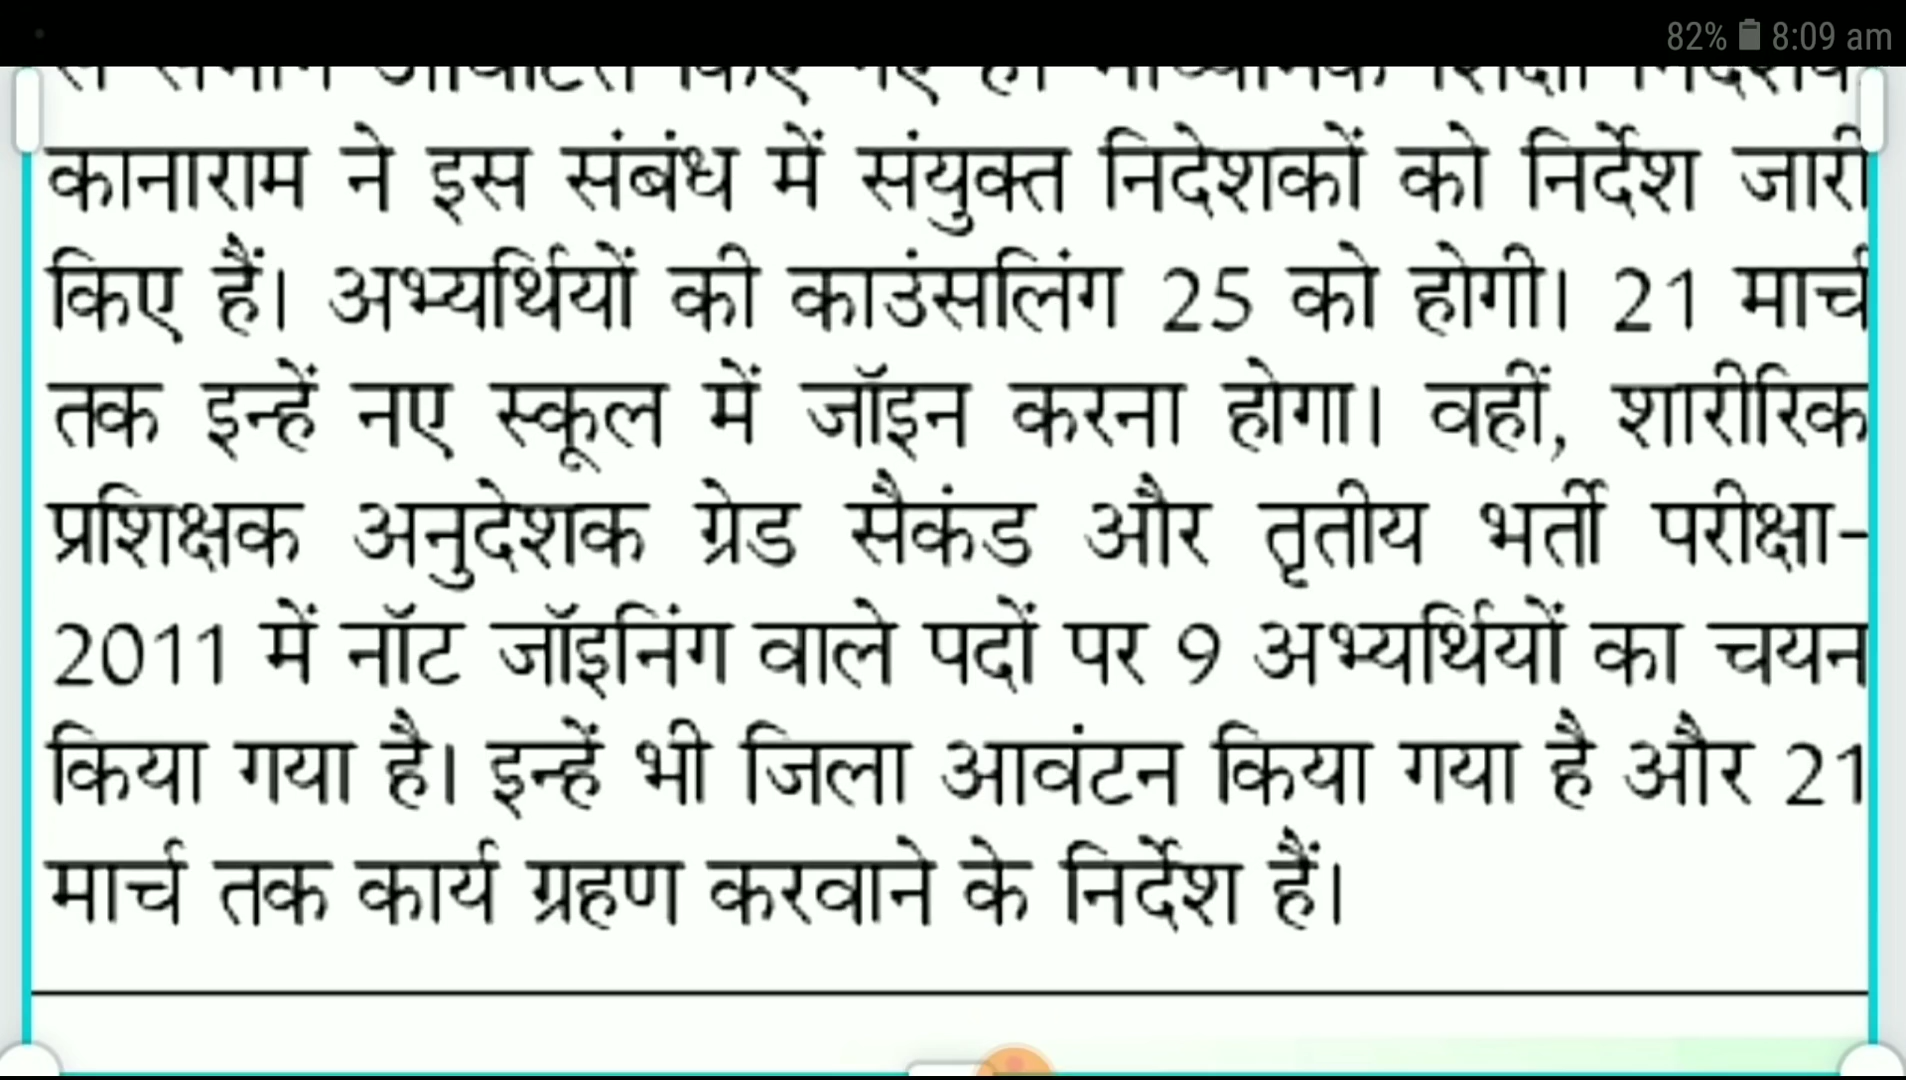 82% 8:09 am
कानाराम ने इस संबंध में संयुक्त निदेशकों को निर्देश जारी
किए हैं। अभ्यर्थियों की काउंसलिंग 25 को होगी। 21 मार्च
तक इन्हें नए स्कूल में जॉइन करना होगा। वहीं, शारीरिक
प्रशिक्षक अनुदेशक ग्रेड सैकंड और तृतीय भर्ती परीक्षा-
2011 में नॉट जॉइनिंग वाले पदों पर 9 अभ्यर्थियों का चयन
किया गया है। इन्हें भी जिला आवंटन किया गया है और 21
मार्च तक कार्य ग्रहण करवाने के निर्देश हैं।